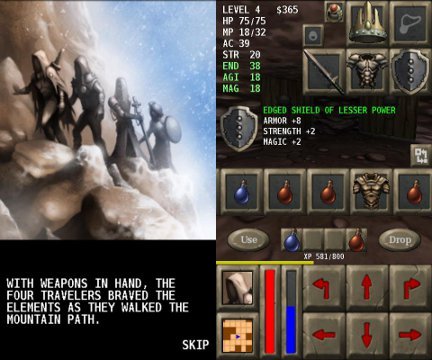 WITH WEAPONS IN HAND, THE
FOUR TRAVELERS BRAVED THE
ELEMENTS AS THEY WALKED THE
MOUNTAIN PATH.
SKIP
LEVEL 4 $365
HP 75/75
MP 18/32
AC 39
STR 20
END 38
AGI 18
MAG 18
EDGED SHIELD OF LESSER POWER
ARMOR +8
STRENGTH +2
MAGIC +2
Use
Drop
XP 581/800